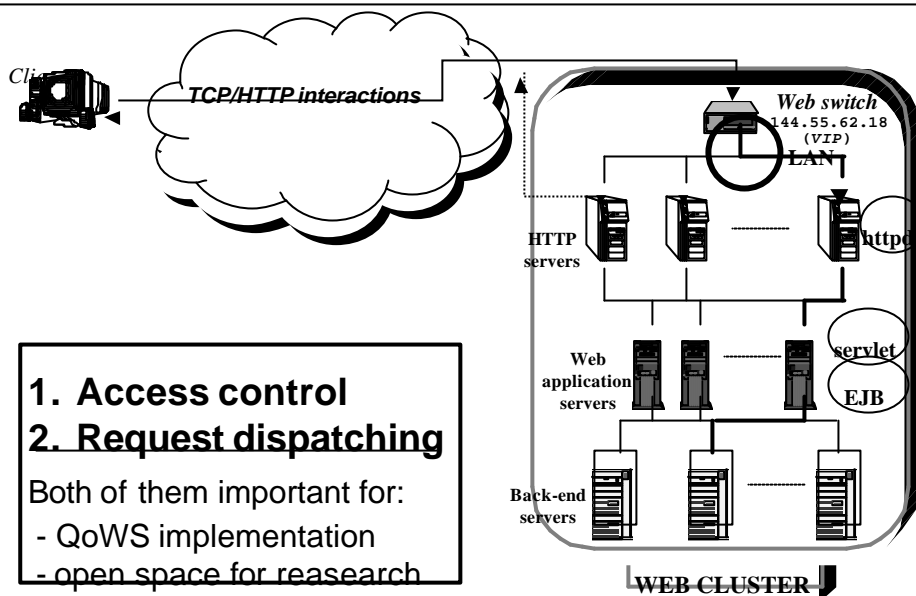 TCP/HTTP interactions
Web switch
144.55.62.18
(VIP)
LAN
HTTP
servers
httpd
Web
application
servers
servlet
EJB
Back-end
servers
WEB CLUSTER
1. Access control
2. Request dispatching
Both of them important for:
- QoWS implementation
- open space for reasearch